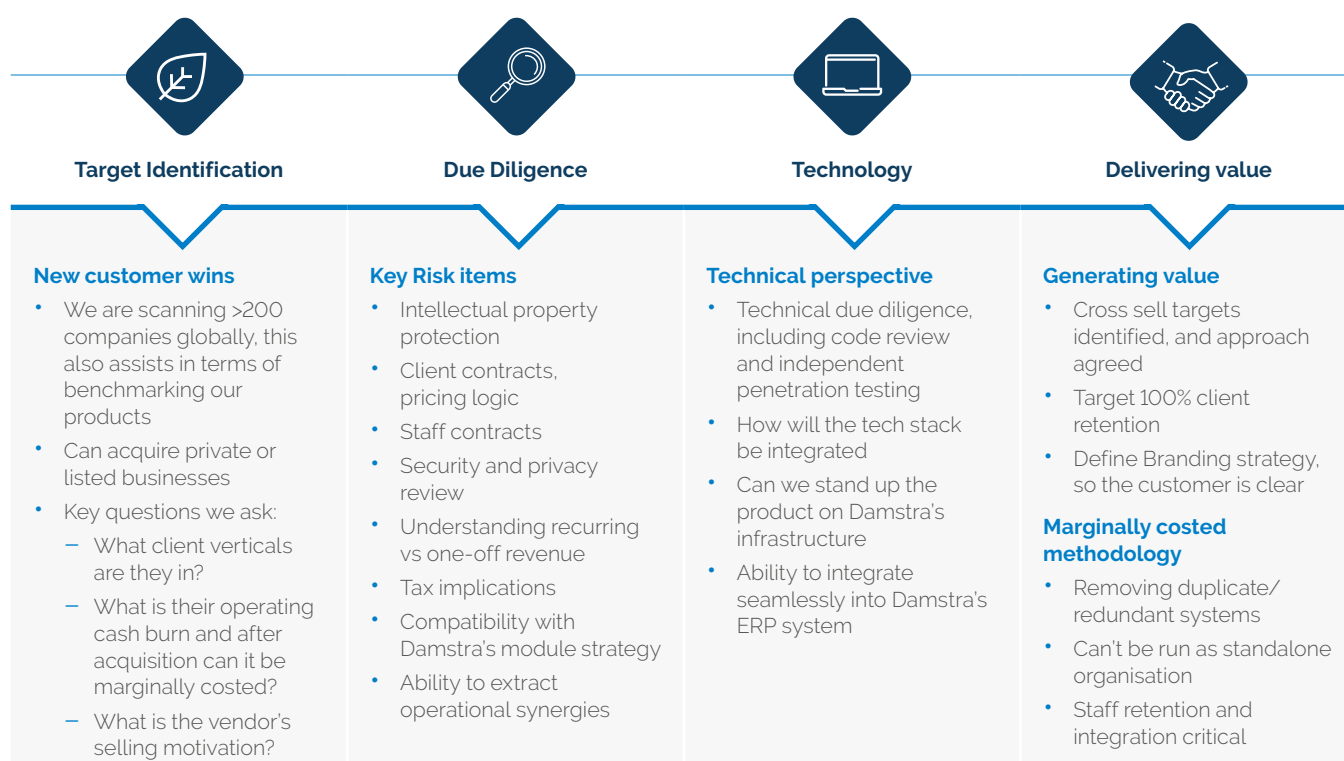 Target Identification
Due Diligence
Technology
Delivering value
New customer wins
• We are scanning >200
companies globally, this
also assists in terms of
benchmarking our
products
• Can acquire private or
listed businesses
• Key questions we ask:
– What client verticals
are they in?
– What is their operating
cash burn and after
acquisition can it be
marginally costed?
– What is the vendor's
selling motivation?
Key Risk items
• Intellectual property
protection
• Client contracts,
pricing logic
• Staff contracts
• Security and privacy
review
• Understanding recurring
vs one-off revenue
• Tax implications
• Compatibility with
Damstra's module strategy
• Ability to extract
operational synergies
Technical perspective
• Technical due diligence,
including code review
and independent
penetration testing
• How will the tech stack
be integrated
• Can we stand up the
product on Damstra's
infrastructure
• Ability to integrate
seamlessly into Damstra's
ERP system
Generating value
• Cross sell targets
identified, and approach
agreed
• Target 100% client
retention
• Define Branding strategy,
so the customer is clear
Marginally costed
methodology
• Removing duplicate/
redundant systems
• Can't be run as standalone
organisation
• Staff retention and
integration critical